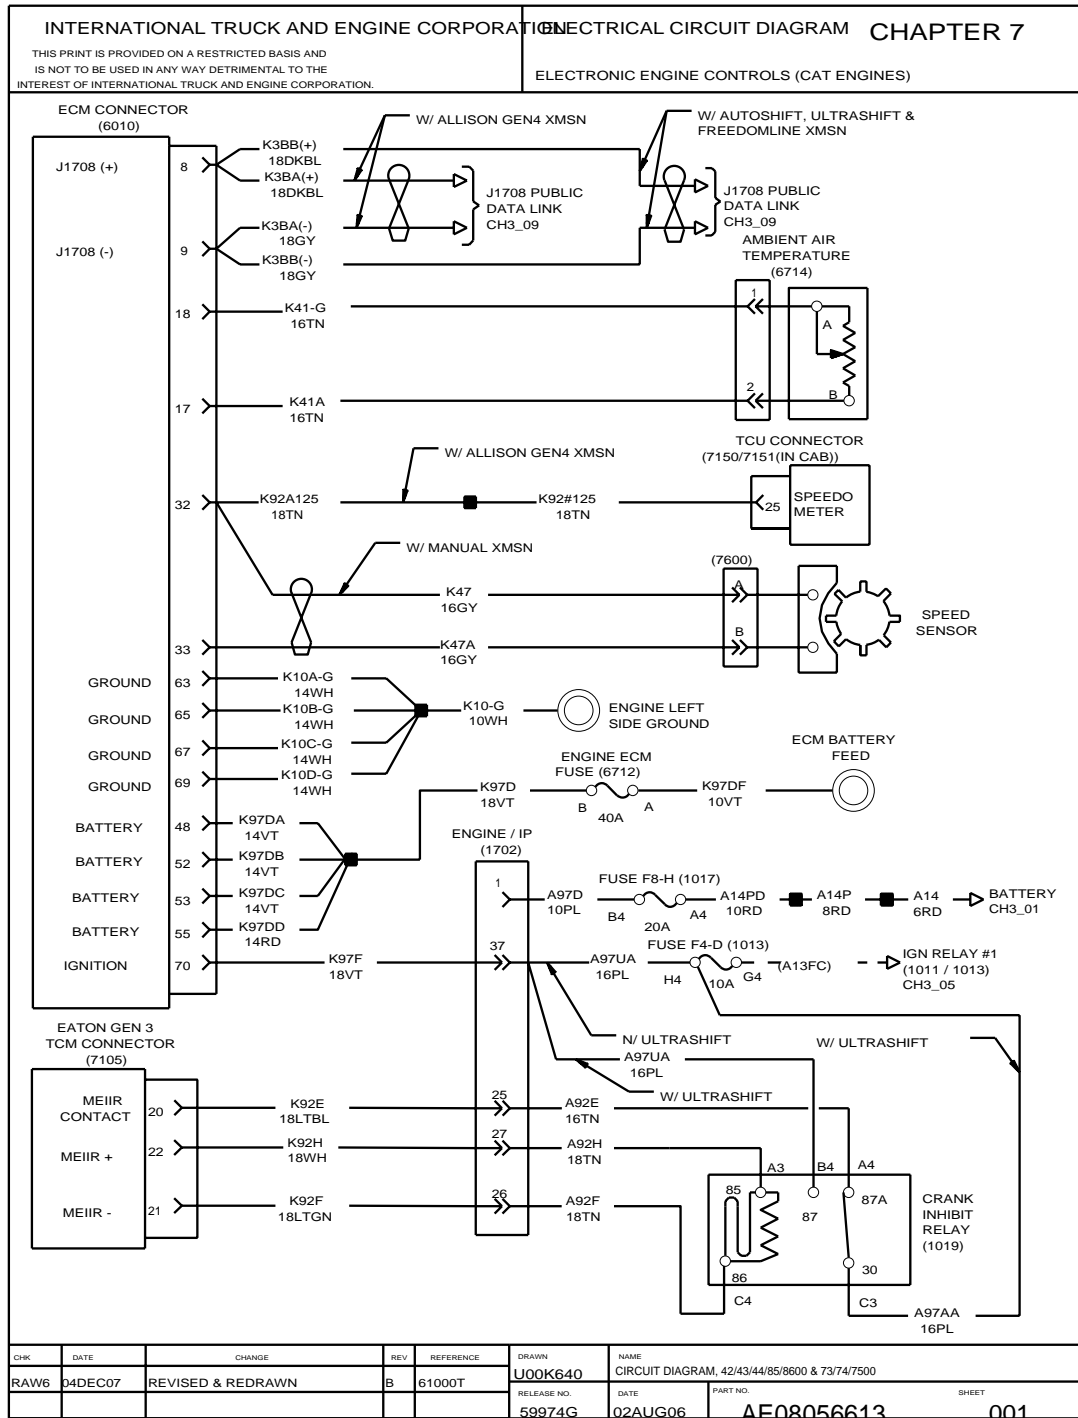 INTERNATIONAL TRUCK AND ENGINE CORPORATION
ELECTRICAL CIRCUIT DIAGRAM
CHAPTER 7
THIS PRINT IS PROVIDED ON A RESTRICTED BASIS AND
IS NOT TO BE USED IN ANY WAY DETRIMENTAL TO THE
INTEREST OF INTERNATIONAL TRUCK AND ENGINE CORPORATION.
ELECTRONIC ENGINE CONTROLS (CAT ENGINES)
ECM CONNECTOR
(6010)
W/ ALLISON GEN4 XMSN
W/ AUTOSHIFT, ULTRASHIFT &
FREEDOMLINE XMSN
J1708 (+)
8
K3BB(+)
18DKBL
K3BA(+)
18DKBL
J1708 PUBLIC
DATA LINK
CH3_09
J1708 PUBLIC
DATA LINK
CH3_09
J1708 (-)
9
K3BA(-)
18GY
K3BB(-)
18GY
AMBIENT AIR
TEMPERATURE
(6714)
18
K41-G
16TN
1
A
17
K41A
16TN
2
B
W/ ALLISON GEN4 XMSN
TCU CONNECTOR
(7150/7151(IN CAB))
32
K92A125
18TN
K92#125
18TN
25
SPEEDO
METER
W/ MANUAL XMSN
(7600)
K47
16GY
A
SPEED
SENSOR
33
K47A
16GY
B
GROUND
63
K10A-G
14WH
GROUND
65
K10B-G
14WH
K10-G
10WH
ENGINE LEFT
SIDE GROUND
GROUND
67
K10C-G
14WH
GROUND
69
K10D-G
14WH
ENGINE ECM
FUSE (6712)
ECM BATTERY
FEED
K97D
18VT
B
40A
A
K97DF
10VT
BATTERY
48
K97DA
14VT
BATTERY
52
K97DB
14VT
BATTERY
53
K97DC
14VT
BATTERY
55
K97DD
14RD
IGNITION
70
K97F
18VT
ENGINE / IP
(1702)
1
A97D
10PL
FUSE F8-H (1017)
B4
20A
A4
A14PD
10RD
A14P
8RD
A14
6RD
BATTERY
CH3_01
37
A97UA
16PL
FUSE F4-D (1013)
H4
10A
G4
(A13FC)
IGN RELAY #1
(1011 / 1013)
CH3_05
N/ ULTRASHIFT
W/ ULTRASHIFT
A97UA
16PL
W/ ULTRASHIFT
EATON GEN 3
TCM CONNECTOR
(7105)
MEIIR
CONTACT
20
K92E
18LTBL
25
A92E
16TN
MEIIR +
22
K92H
18WH
27
A92H
18TN
MEIIR -
21
K92F
18LTGN
26
A92F
18TN
A3
B4
A4
85
87
87A
86
30
C4
C3
CRANK
INHIBIT
RELAY
(1019)
A97AA
16PL
CHK
DATE
CHANGE
REV
REFERENCE
DRAWN
NAME
RAW6
04DEC07
REVISED & REDRAWN
B
61000T
U00K640
CIRCUIT DIAGRAM, 42/43/44/85/8600 & 73/74/7500
RELEASE NO.
DATE
PART NO.
SHEET
59974G
02AUG06
AE08056613
001